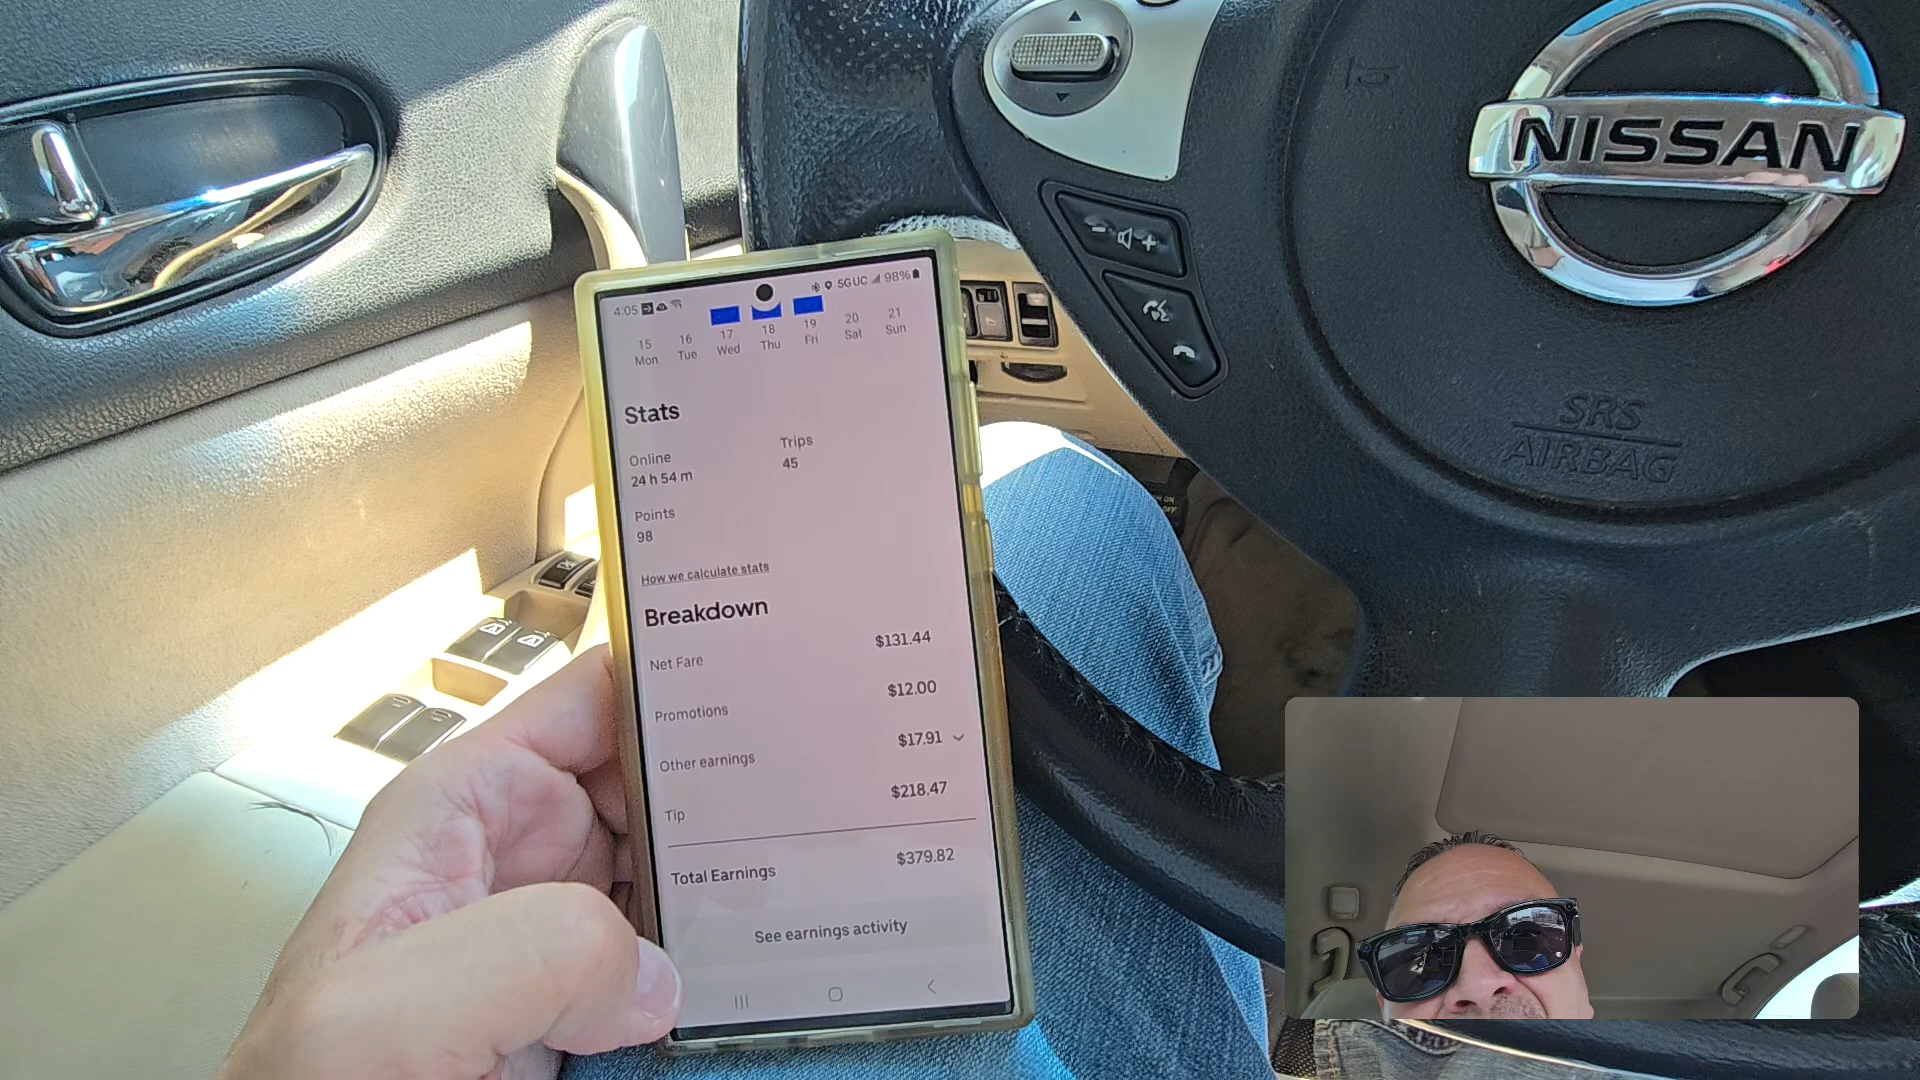 NISSAN
SRS
AIRBAG
4:05 5GUC 98%
15 16 17 18 19 20 21
Mon Tue Wed Thu Fri Sat Sun
Stats
Online Trips
24 h 54 m 45
Points
98
How we calculate stats
Breakdown
Net Fare $131.44
Promotions $12.00
Other earnings $17.91
Tip $218.47
Total Earnings $379.82
See earnings activity